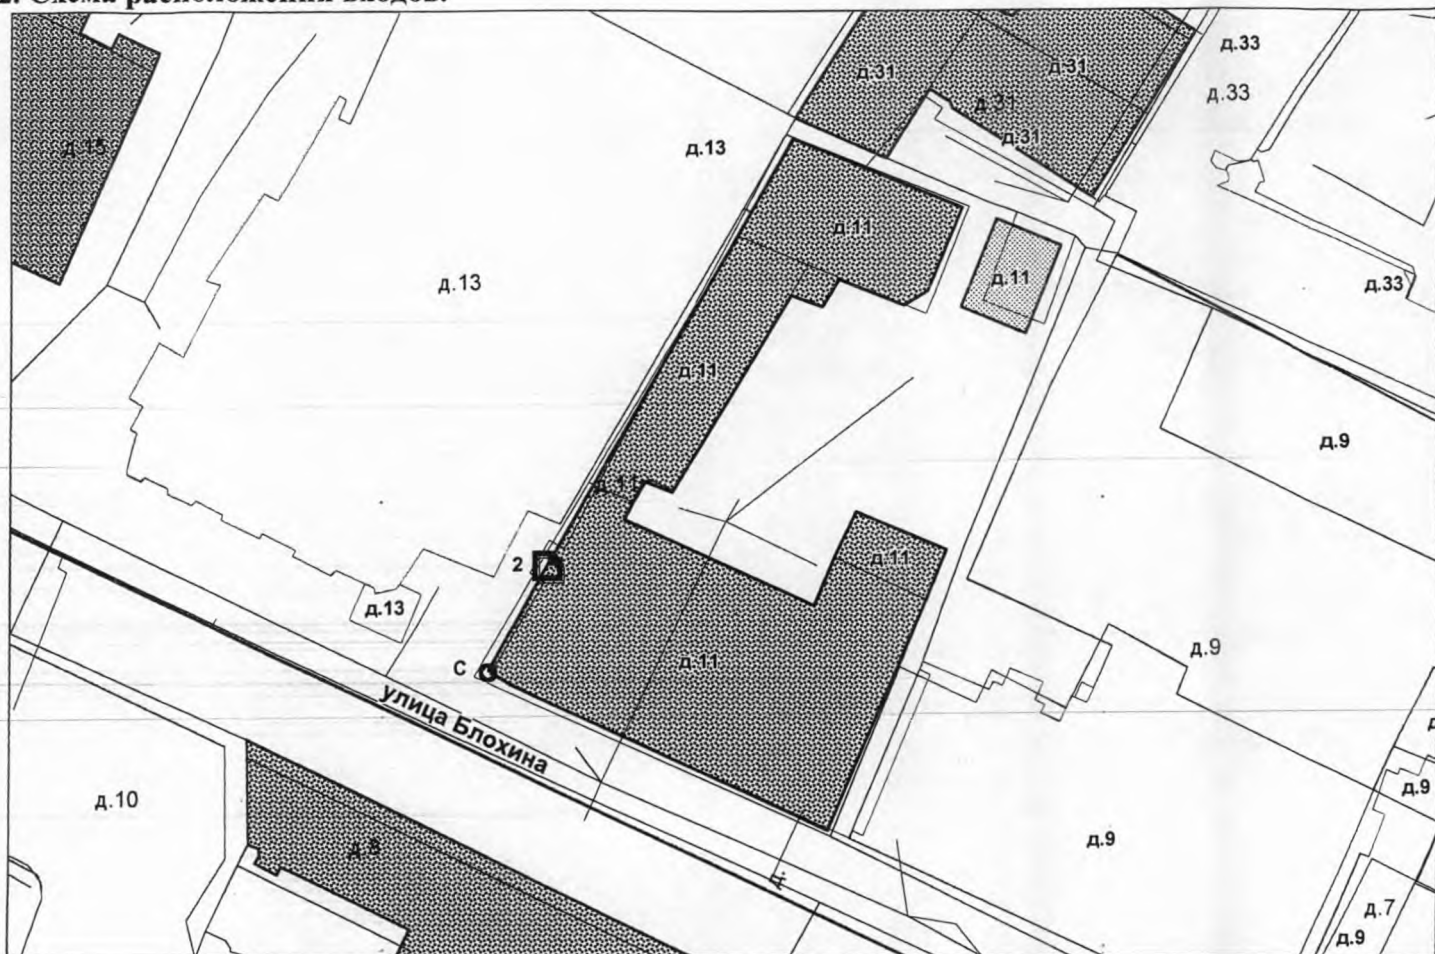 2. Схема расположения входов.
д.33
д.31
д.31
д.33
д.31
д.31
д.15
д.13
д.11
д.13
д.11
д.33
д.11
д.9
д.11
д.11
2
д.13
д.9
С
д.11
улица Блохина
д.10
д.9
д.9
д.8
д.
д.7
д.9